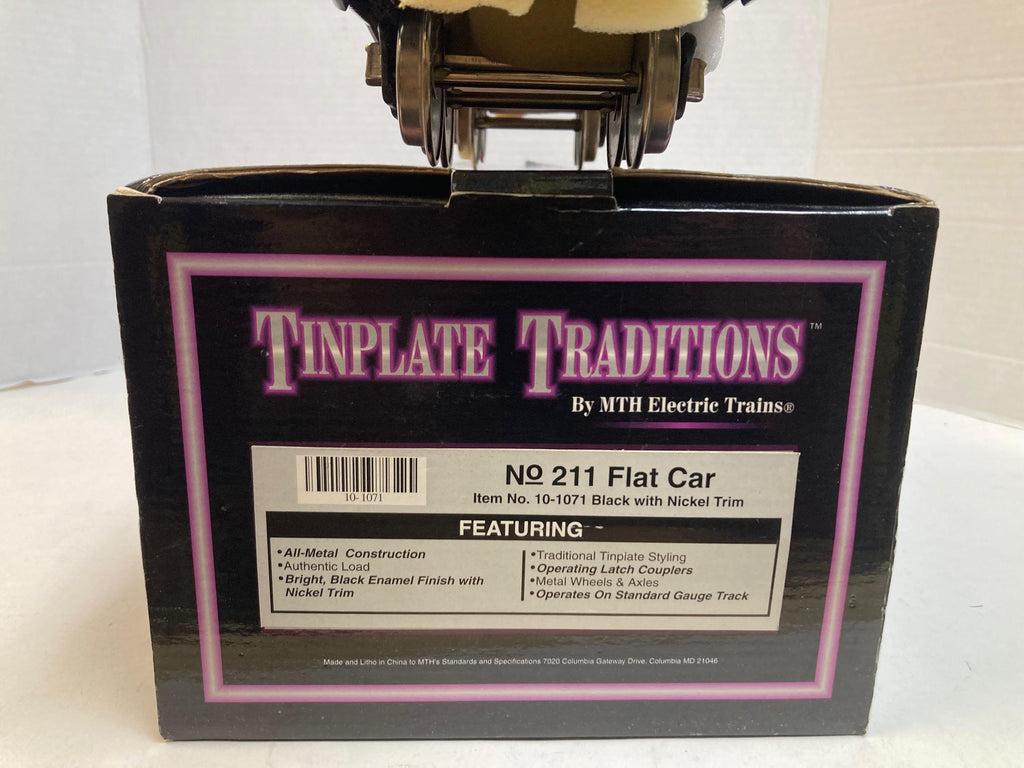 TINPLATE TRADITIONS™
By MTH Electric Trains®
10-1071
No 211 Flat Car
Item No. 10-1071 Black with Nickel Trim
FEATURING
•All-Metal Construction
•Authentic Load
•Bright, Black Enamel Finish with
Nickel Trim
•Traditional Tinplate Styling
•Operating Latch Couplers
•Metal Wheels & Axles
•Operates On Standard Gauge Track
Made and Litho in China to MTH's Standards and Specifications 7020 Columbia Gateway Drive, Columbia MD 21046